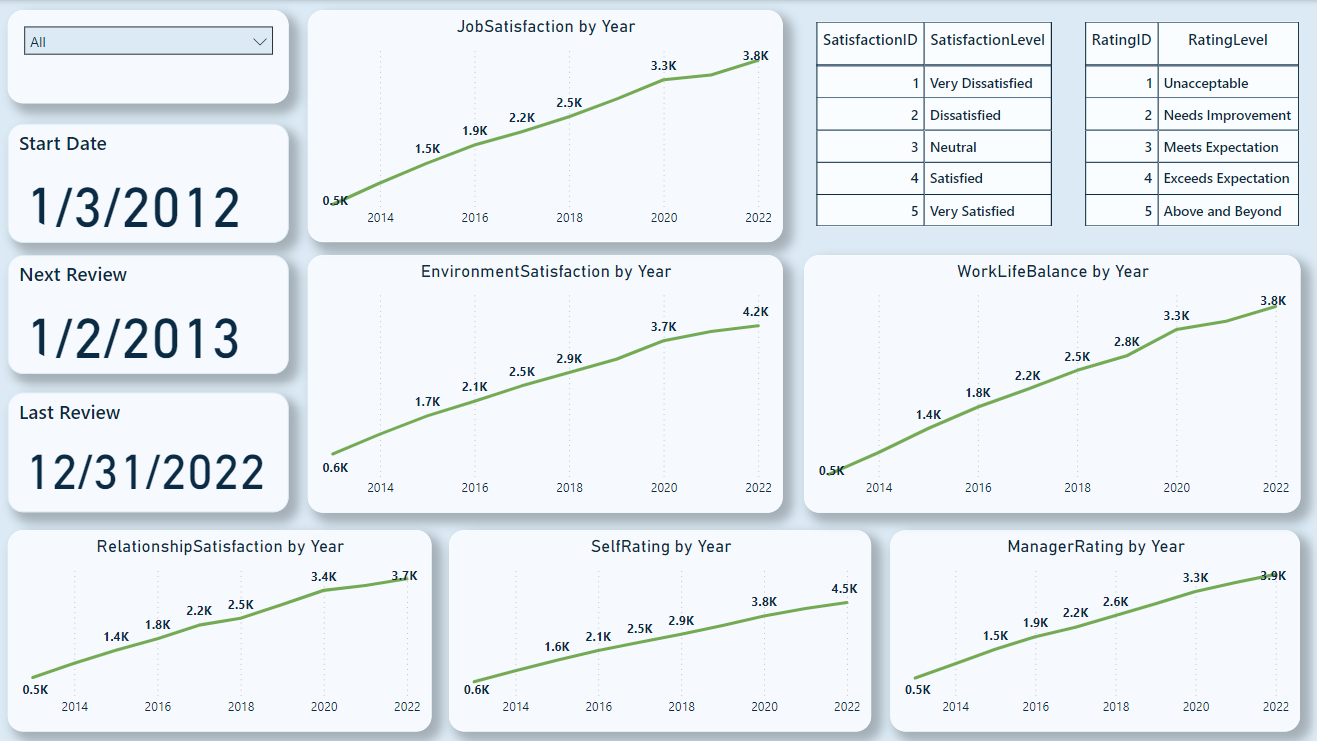 All
Start Date
1/3/2012
Next Review
1/2/2013
Last Review
12/31/2022
JobSatisfaction by Year
0.5K 1.5K 1.9K 2.2K 2.5K 3.3K 3.8K
2014 2016 2018 2020 2022
SatisfactionID SatisfactionLevel
1 Very Dissatisfied
2 Dissatisfied
3 Neutral
4 Satisfied
5 Very Satisfied
RatingID RatingLevel
1 Unacceptable
2 Needs Improvement
3 Meets Expectation
4 Exceeds Expectation
5 Above and Beyond
EnvironmentSatisfaction by Year
0.6K 1.7K 2.1K 2.5K 2.9K 3.7K 4.2K
2014 2016 2018 2020 2022
WorkLifeBalance by Year
0.5K 1.4K 1.8K 2.2K 2.5K 2.8K 3.3K 3.8K
2014 2016 2018 2020 2022
RelationshipSatisfaction by Year
0.5K 1.4K 1.8K 2.2K 2.5K 3.4K 3.7K
2014 2016 2018 2020 2022
SelfRating by Year
0.6K 1.6K 2.1K 2.5K 2.9K 3.8K 4.5K
2014 2016 2018 2020 2022
ManagerRating by Year
0.5K 1.5K 1.9K 2.2K 2.6K 3.3K 3.9K
2014 2016 2018 2020 2022